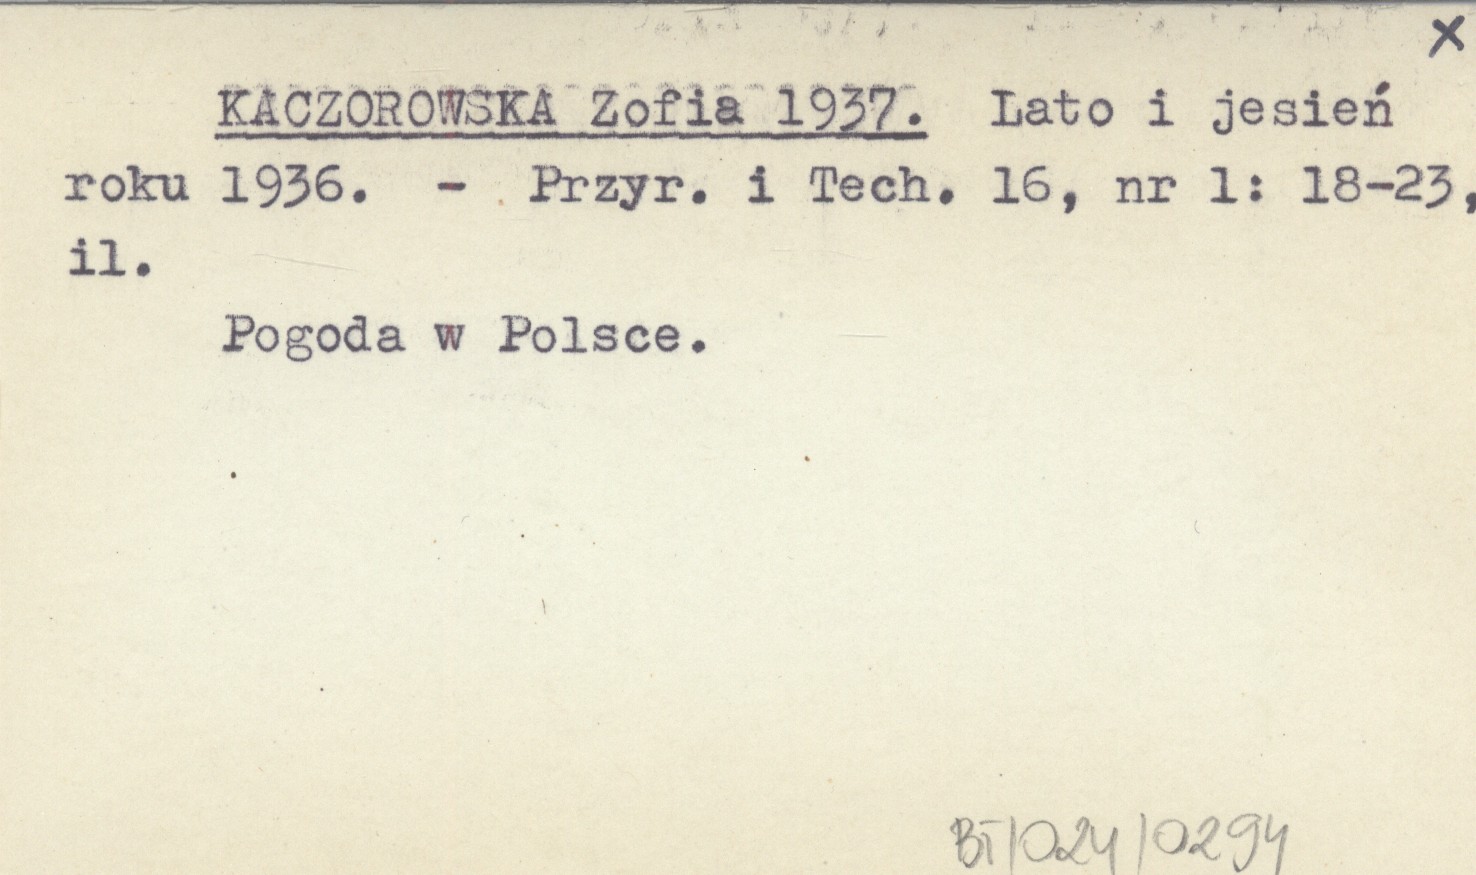 x
KACZOROWSKA Zofia 1937. Lato i jesień
roku 1936. - Przyr. i Tech. 16, nr 1: 18-23,
il.
Pogoda w Polsce.
BI/024/0294